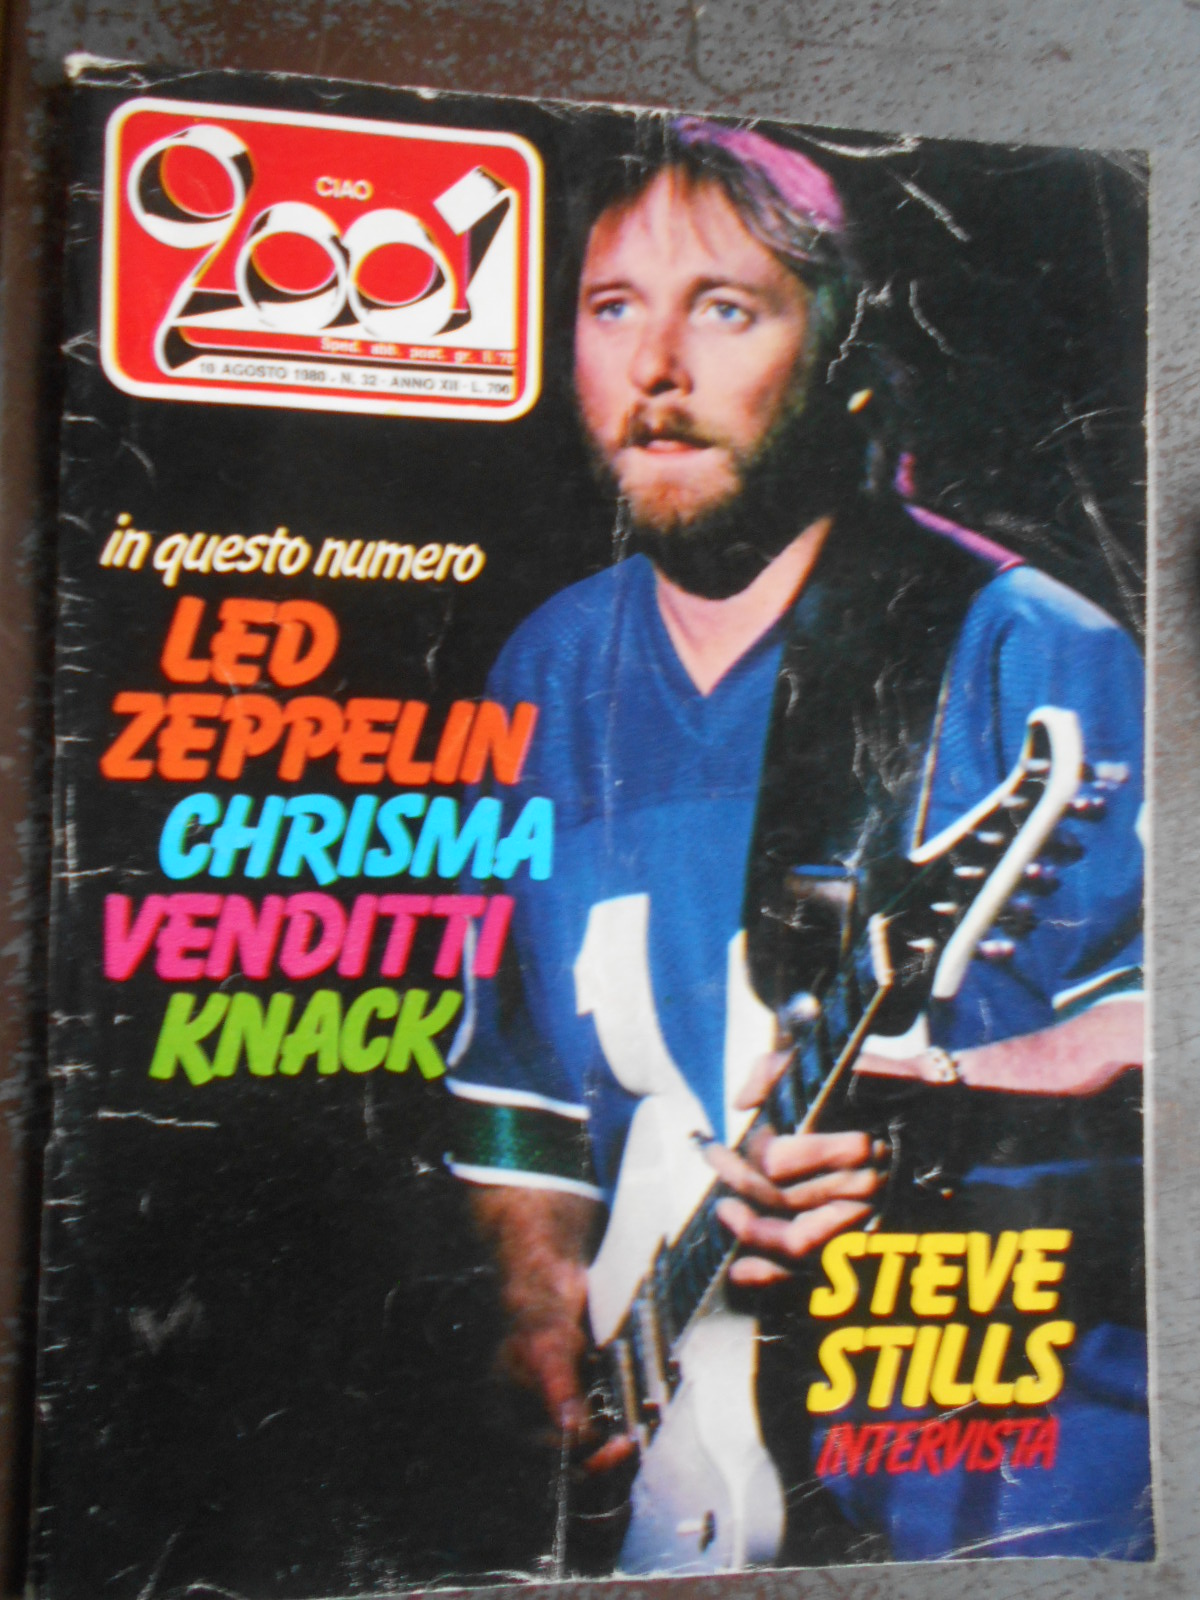 CIAO
2001
Sped. abb. post. gr. II/70
10 AGOSTO 1980 - N. 32 - ANNO XII - L. 700
in questo numero
LED
ZEPPELIN
CHRISMA
VENDITTI
KNACK
STEVE
STILLS
INTERVISTA